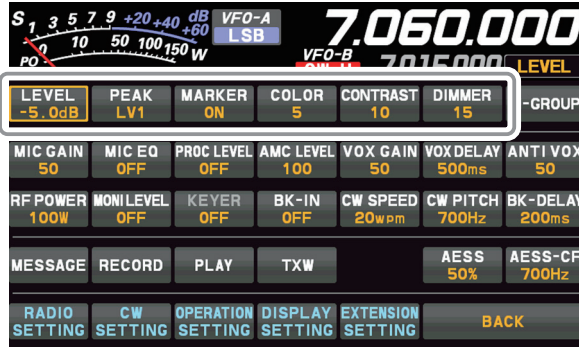 S 1 3 5 7 9 +20 +40 +60 dB
PO 0 10 50 100 150 W
VFO-A
LSB
7.060.000
VFO-B
7.015.000
LEVEL
LEVEL PEAK MARKER COLOR CONTRAST DIMMER -GROUP
-5.0dB LV1 ON 5 10 15
MIC GAIN MIC EQ PROC LEVEL AMC LEVEL VOX GAIN VOX DELAY ANTI VOX
50 OFF OFF 100 50 500ms 50
RF POWER MONI LEVEL KEYER BK-IN CW SPEED CW PITCH BK-DELAY
100W OFF OFF OFF 20wpm 700Hz 200ms
MESSAGE RECORD PLAY TXW AESS AESS-CF
50% 700Hz
RADIO CW OPERATION DISPLAY EXTENSION BACK
SETTING SETTING SETTING SETTING SETTING